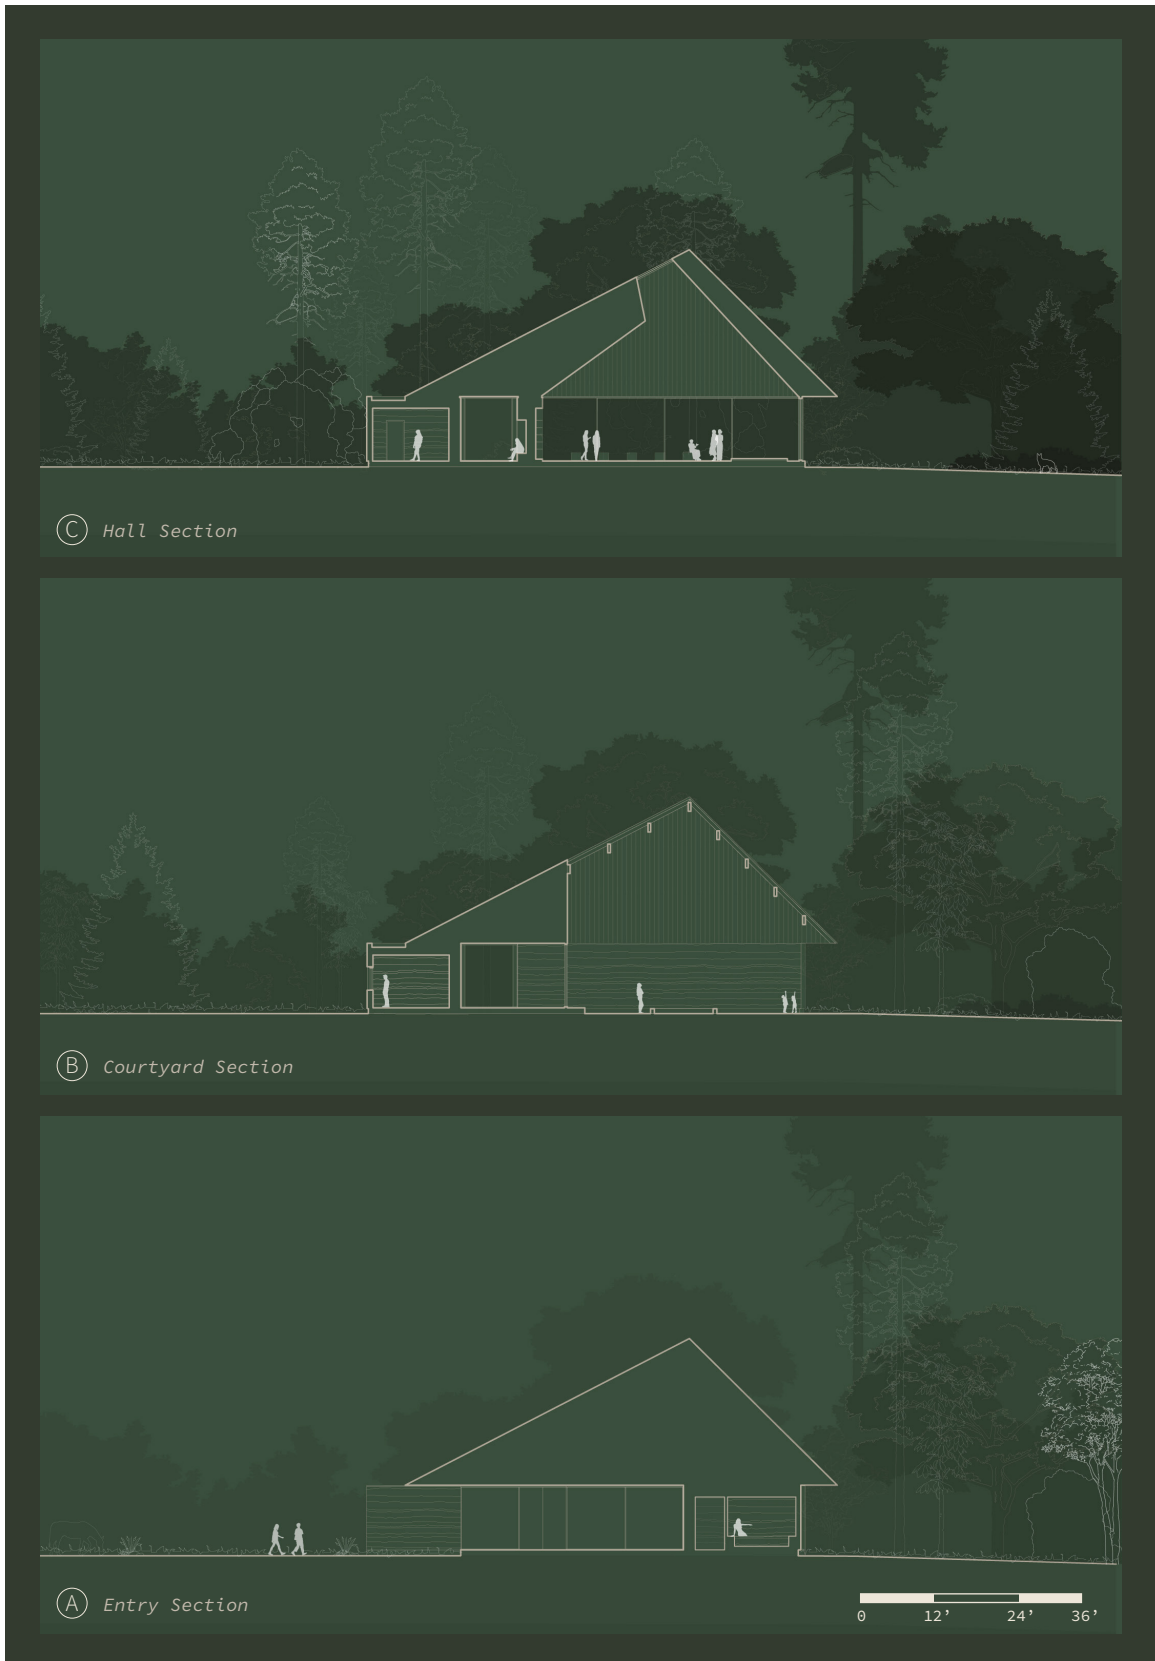 C Hall Section
B Courtyard Section
A Entry Section
0 12’ 24’ 36’